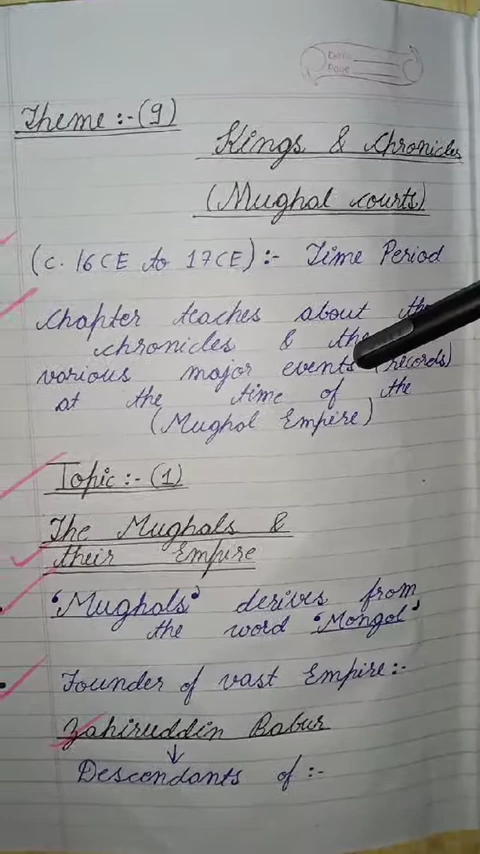 Date
Page
Theme :- (9)
Kings & Chronicles
(Mughal courts)
(c. 16CE to 17CE) :- Time Period
Chapter teaches about the
chronicles & the
various major events (records)
at the time of the
(Mughal Empire)
Topic :- (1)
The Mughals &
their Empire
'Mughals' derives from
the word 'Mongol'
Founder of vast Empire:-
Zahiruddin Babur
↓
Descendants of :-